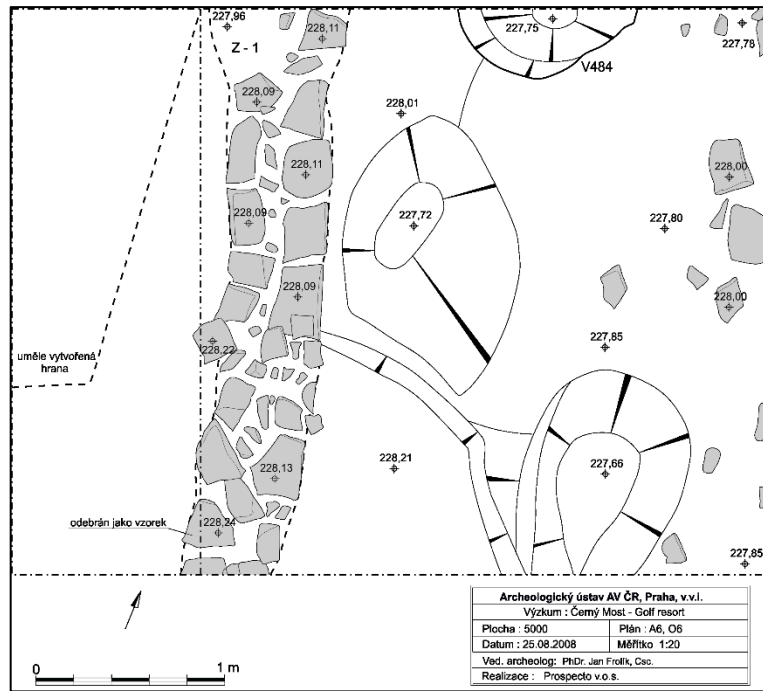 227,96
228,11
227,75
227,78
Z - 1
V484
228,09
228,01
228,11
228,00
228,09
227,72
227,80
228,09
228,00
228,22
227,85
uměle vytvořená
hrana
228,21
227,66
228,13
odebrán jako vzorek
228,24
227,85
Archeologický ústav AV ČR, Praha, v.v.i.
Výzkum : Černý Most - Golf resort
Plocha : 5000
Plán : A6, O6
Datum : 25.08.2008
Měřítko 1:20
Ved. archeolog: PhDr. Jan Frolík, Csc.
Realizace : Prospecto v.o.s.
0
1 m